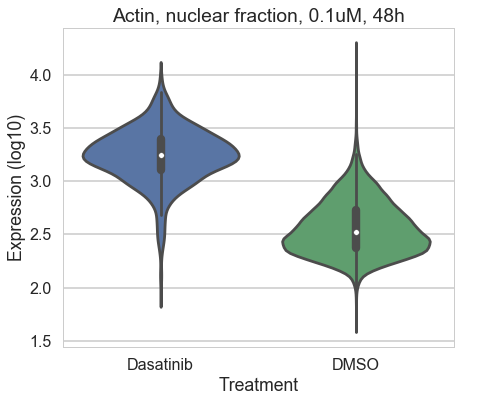 Actin, nuclear fraction, 0.1uM, 48h
Expression (log10)
4.0
3.5
3.0
2.5
2.0
1.5
Dasatinib DMSO
Treatment